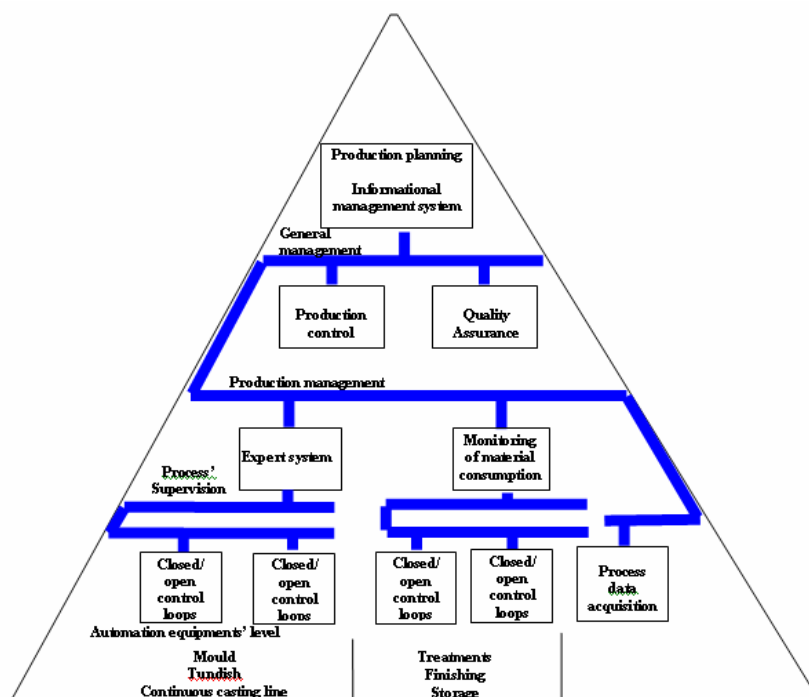 Production planning
Informational
management system
General
management
Production
control
Quality
Assurance
Production management
Expert system
Monitoring
of material
consumption
Process’
Supervision
Closed/
open
control
loops
Closed/
open
control
loops
Closed/
open
control
loops
Closed/
open
control
loops
Process
data
acquisition
Automation equipments’ level
Mould
Tundish
Continuous casting line
Treatments
Finishing
Storage